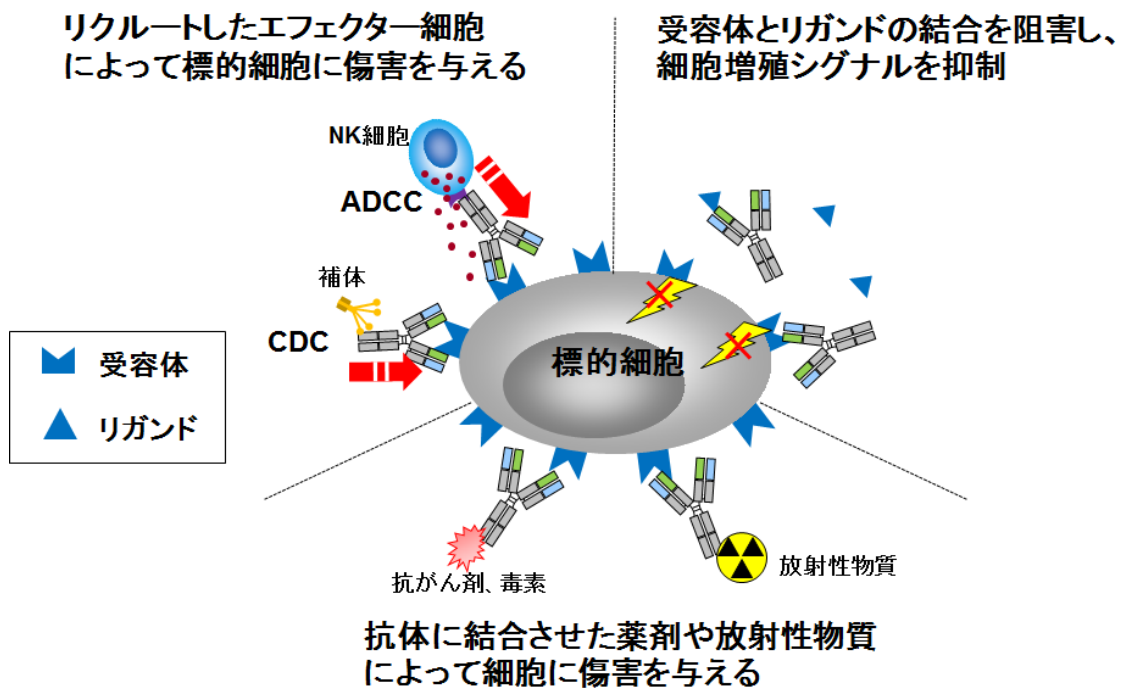 リクルートしたエフェクター細胞
によって標的細胞に傷害を与える
受容体とリガンドの結合を阻害し、
細胞増殖シグナルを抑制
NK細胞
ADCC
補体
CDC
受容体
リガンド
標的細胞
抗がん剤、毒素
放射性物質
抗体に結合させた薬剤や放射性物質
によって細胞に傷害を与える